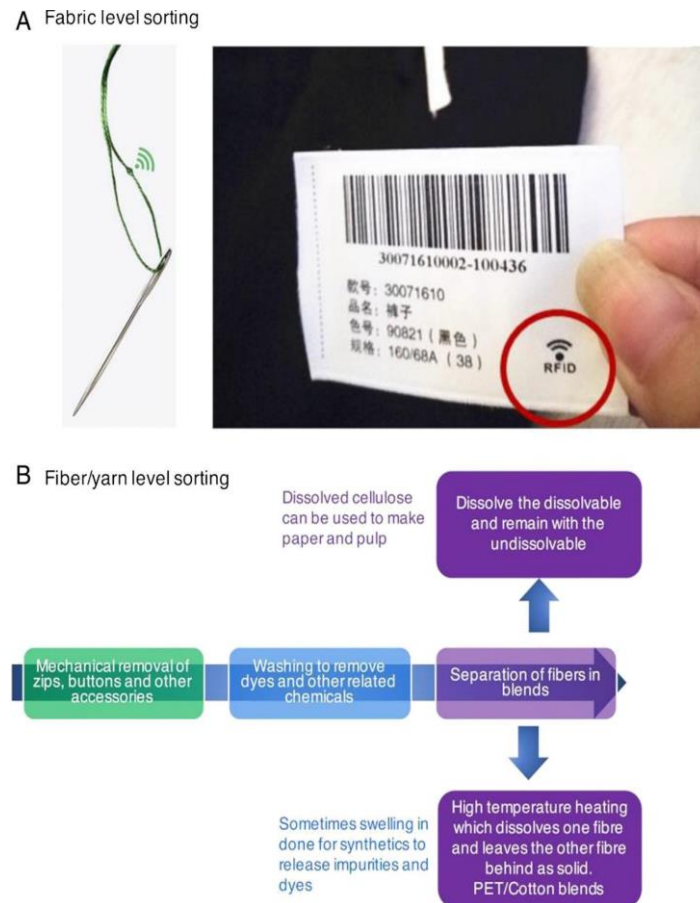 A Fabric level sorting
30071610002-100436
款号: 30071610
品名: 裤子
色号: 90821 (黑色)
规格: 160/68A (38)
RFID
B Fiber/yarn level sorting
Dissolved cellulose
can be used to make
paper and pulp
Dissolve the dissolvable
and remain with the
undissolvable
Mechanical removal of
zips, buttons and other
accessories
Washing to remove
dyes and other related
chemicals
Separation of fibers in
blends
Sometimes swelling in
done for synthetics to
release impurities and
dyes
High temperature heating
which dissolves one fibre
and leaves the other fibre
behind as solid.
PET/Cotton blends